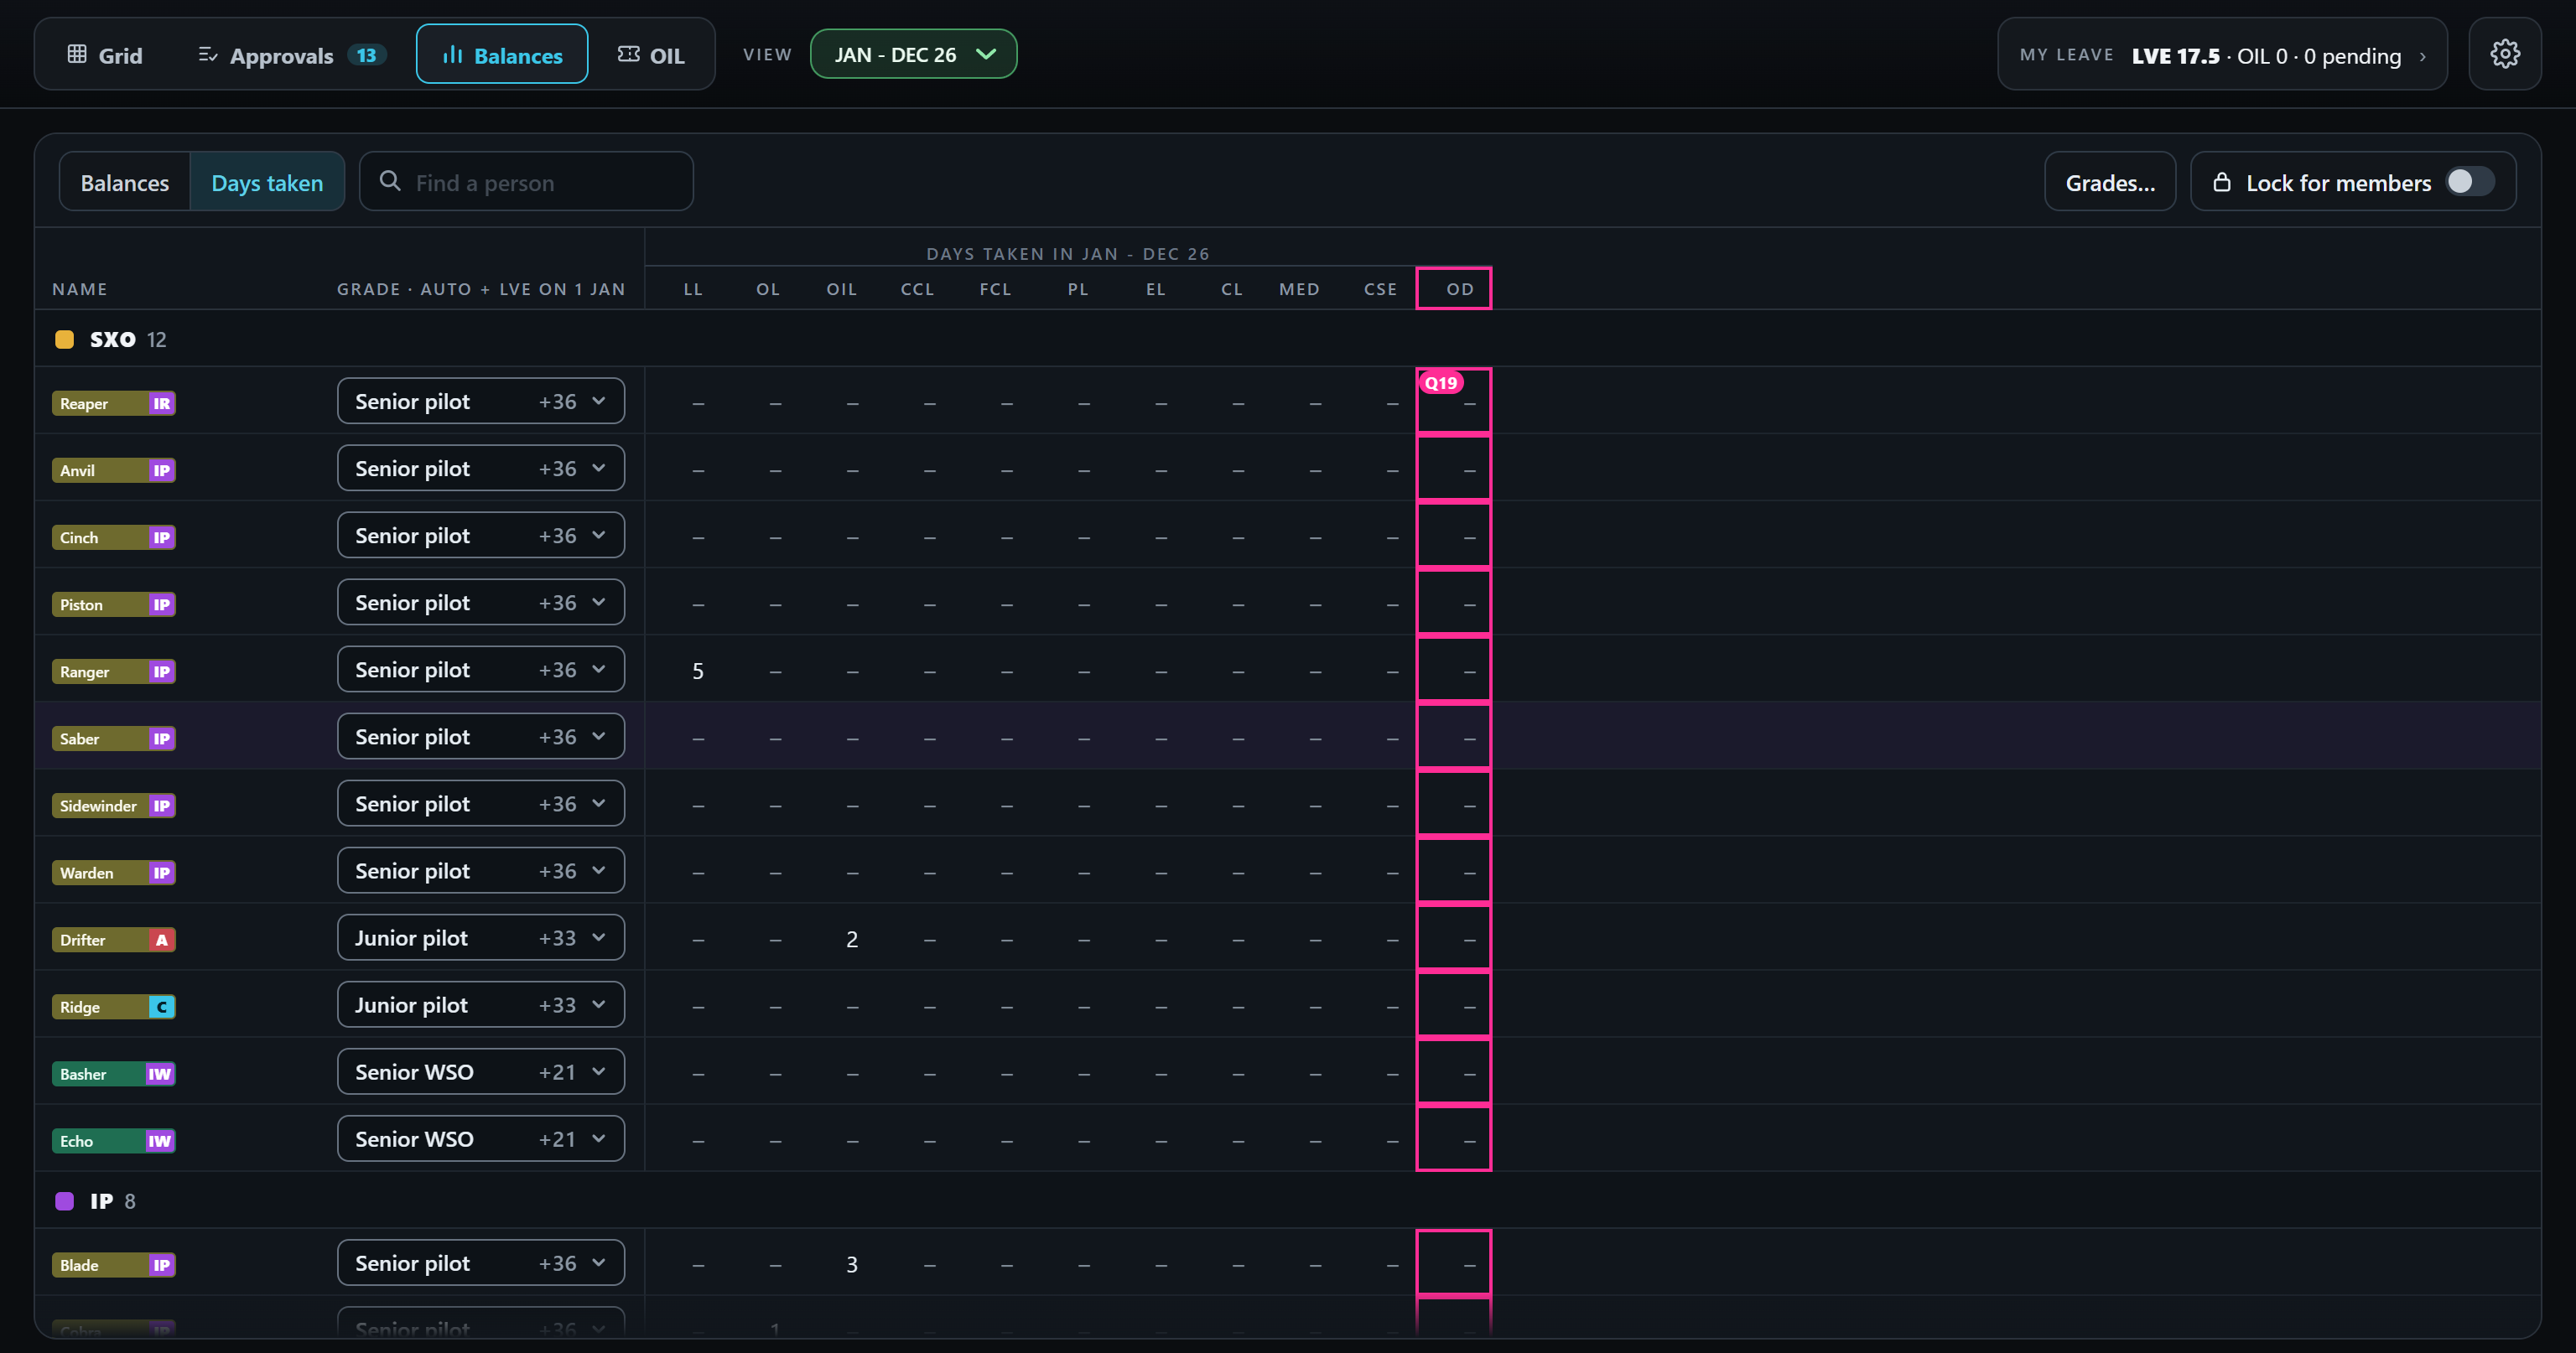 Grid Approvals 13 Balances OIL VIEW JAN - DEC 26 MY LEAVE LVE 17.5 · OIL 0 · 0 pending ›
Balances Days taken Find a person Grades... Lock for members
DAYS TAKEN IN JAN - DEC 26
NAME GRADE · AUTO + LVE ON 1 JAN LL OL OIL CCL FCL PL EL CL MED CSE OD
SXO 12
Q19
Reaper IR Senior pilot +36 – – – – – – – – – – –
Anvil IP Senior pilot +36 – – – – – – – – – – –
Cinch IP Senior pilot +36 – – – – – – – – – – –
Piston IP Senior pilot +36 – – – – – – – – – – –
Ranger IP Senior pilot +36 5 – – – – – – – – – –
Saber IP Senior pilot +36 – – – – – – – – – – –
Sidewinder IP Senior pilot +36 – – – – – – – – – – –
Warden IP Senior pilot +36 – – – – – – – – – – –
Drifter A Junior pilot +33 – – 2 – – – – – – – –
Ridge C Junior pilot +33 – – – – – – – – – – –
Basher IW Senior WSO +21 – – – – – – – – – – –
Echo IW Senior WSO +21 – – – – – – – – – – –
IP 8
Blade IP Senior pilot +36 – – 3 – – – – – – – –
Cobra IP Senior pilot +36 – 1 – – – – – – – – –